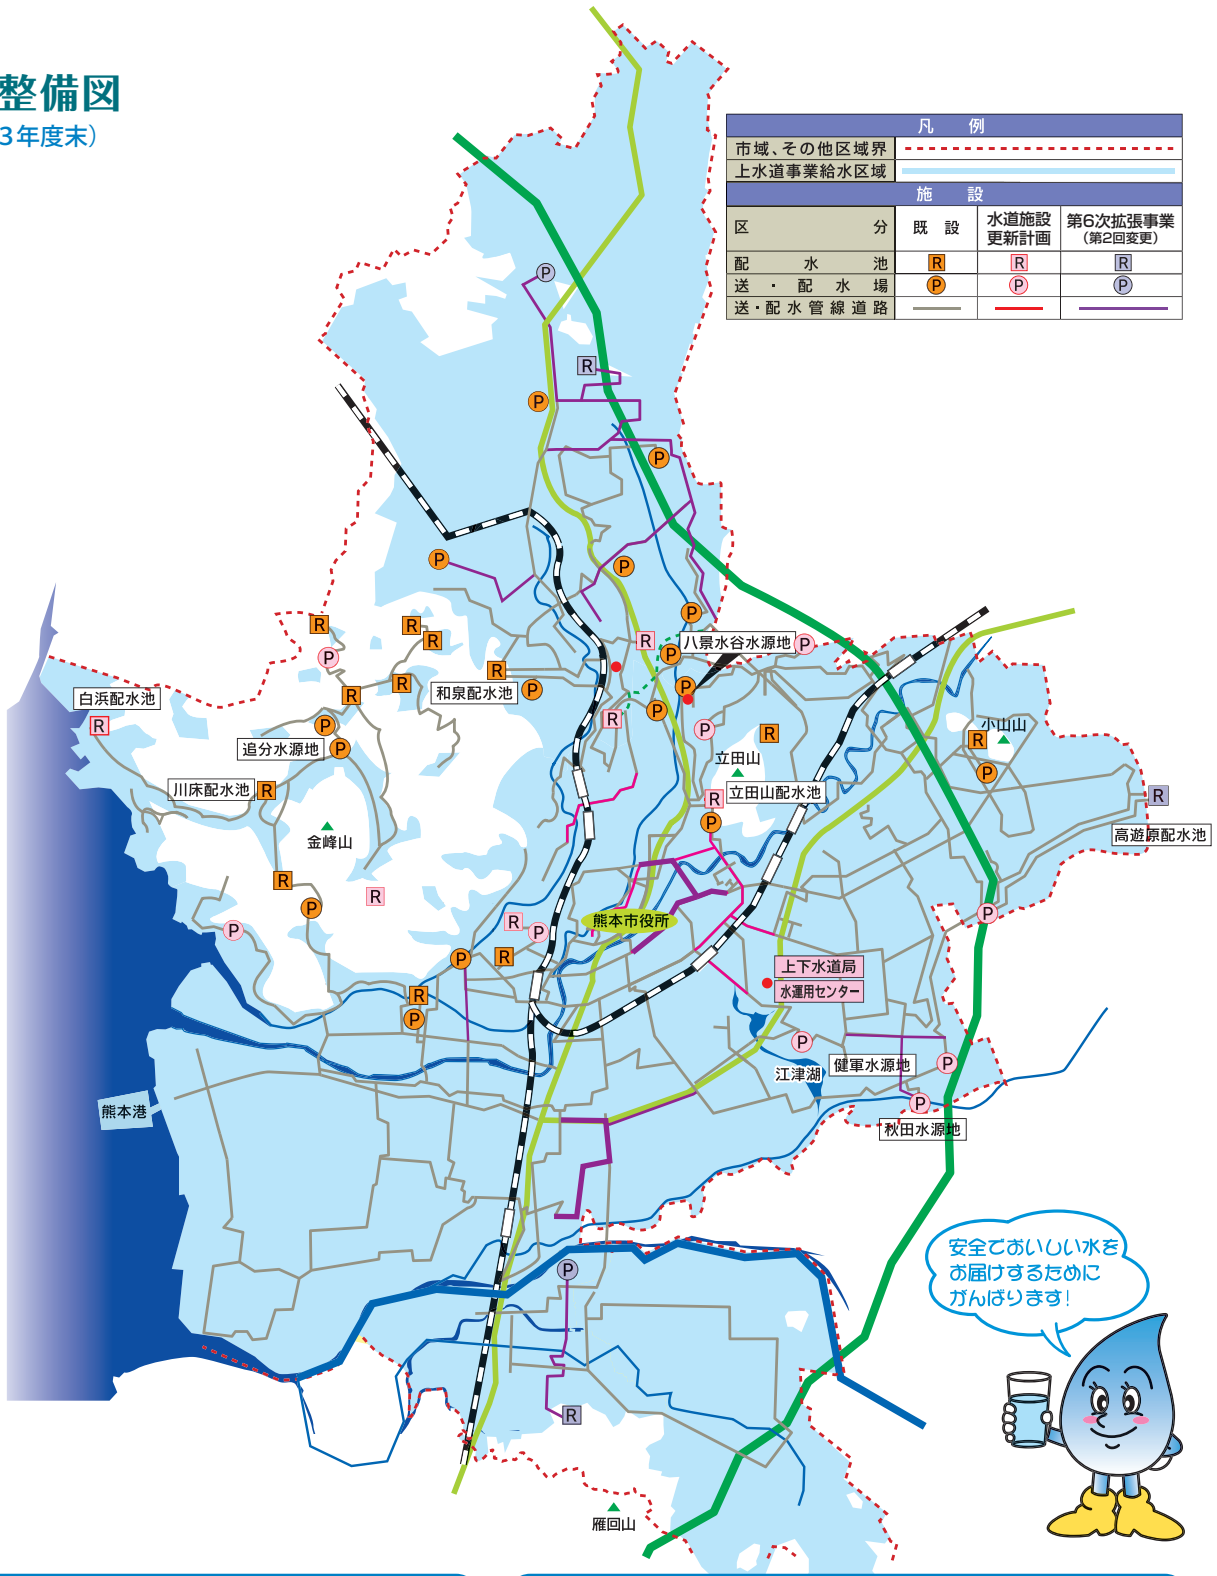 整備図
3年度末）
凡 例
市域、その他区域界
上水道事業給水区域
施 設
区 分
既 設
水道施設
更新計画
第6次拡張事業
（第2回変更）
配 水 池
R
R
R
送・配 水 場
P
P
P
送・配水管線道路
P
R
P
P
P
P
P
R
R
R
P
R
八景水谷水源地
P
P
R
R
R
和泉配水池
P
P
白浜配水池
R
P
R
P
R
小山山
R
追分水源地
P
P
立田山
P
川床配水池
R
R
立田山配水池
R
高遊原配水池
金峰山
P
R
R
P
P
R
P
熊本市役所
P
P
R
上下水道局
水運用センター
R
P
P
健軍水源地
P
江津湖
熊本港
P
秋田水源地
安全でおいしい水を
お届けするために
がんばります！
P
R
雁回山